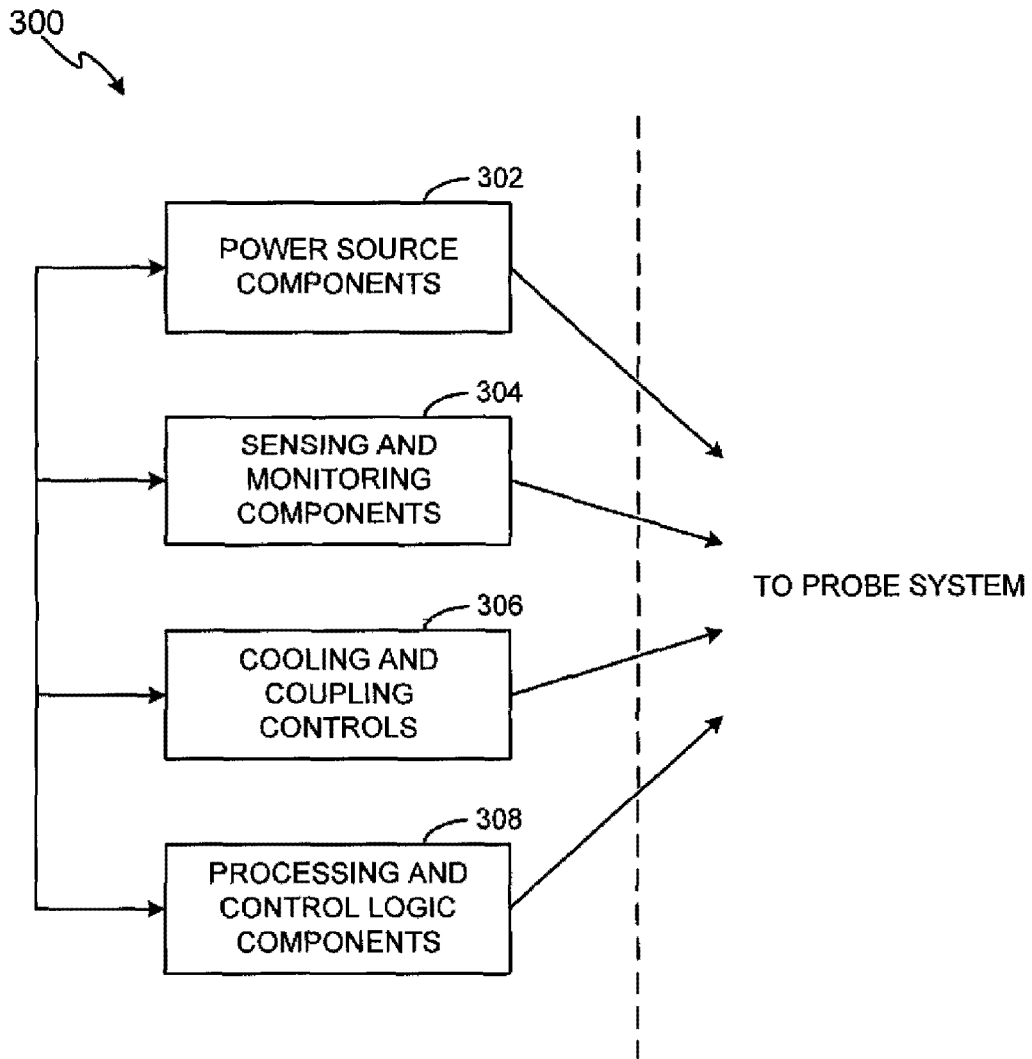 300
302
POWER SOURCE
COMPONENTS
304
SENSING AND
MONITORING
COMPONENTS
TO PROBE SYSTEM
306
COOLING AND
COUPLING
CONTROLS
308
PROCESSING AND
CONTROL LOGIC
COMPONENTS